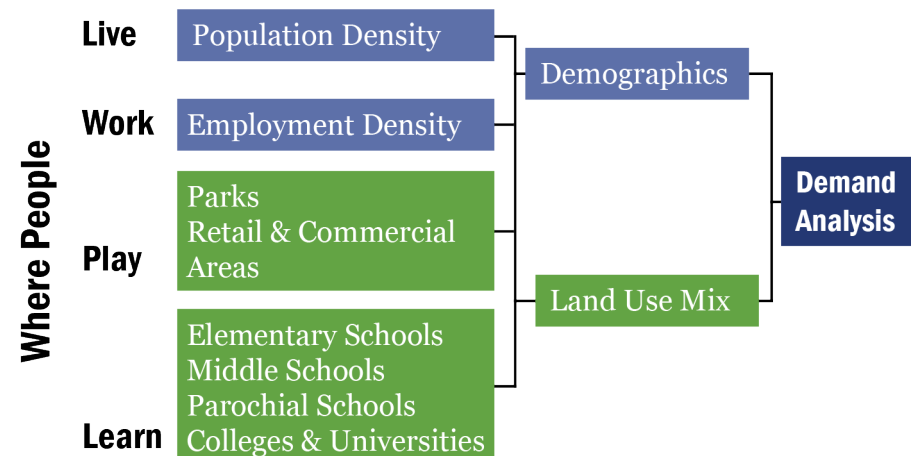 Where People
Live
Population Density
Work
Employment Density
Play
Parks
Retail & Commercial
Areas
Learn
Elementary Schools
Middle Schools
Parochial Schools
Colleges & Universities
Demographics
Land Use Mix
Demand
Analysis